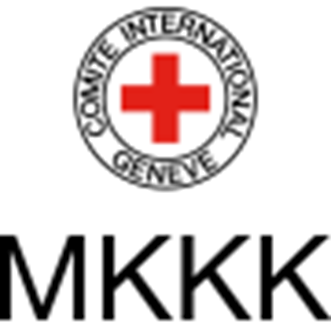 COMITE INTERNATIONAL
GENEVE
MKKK